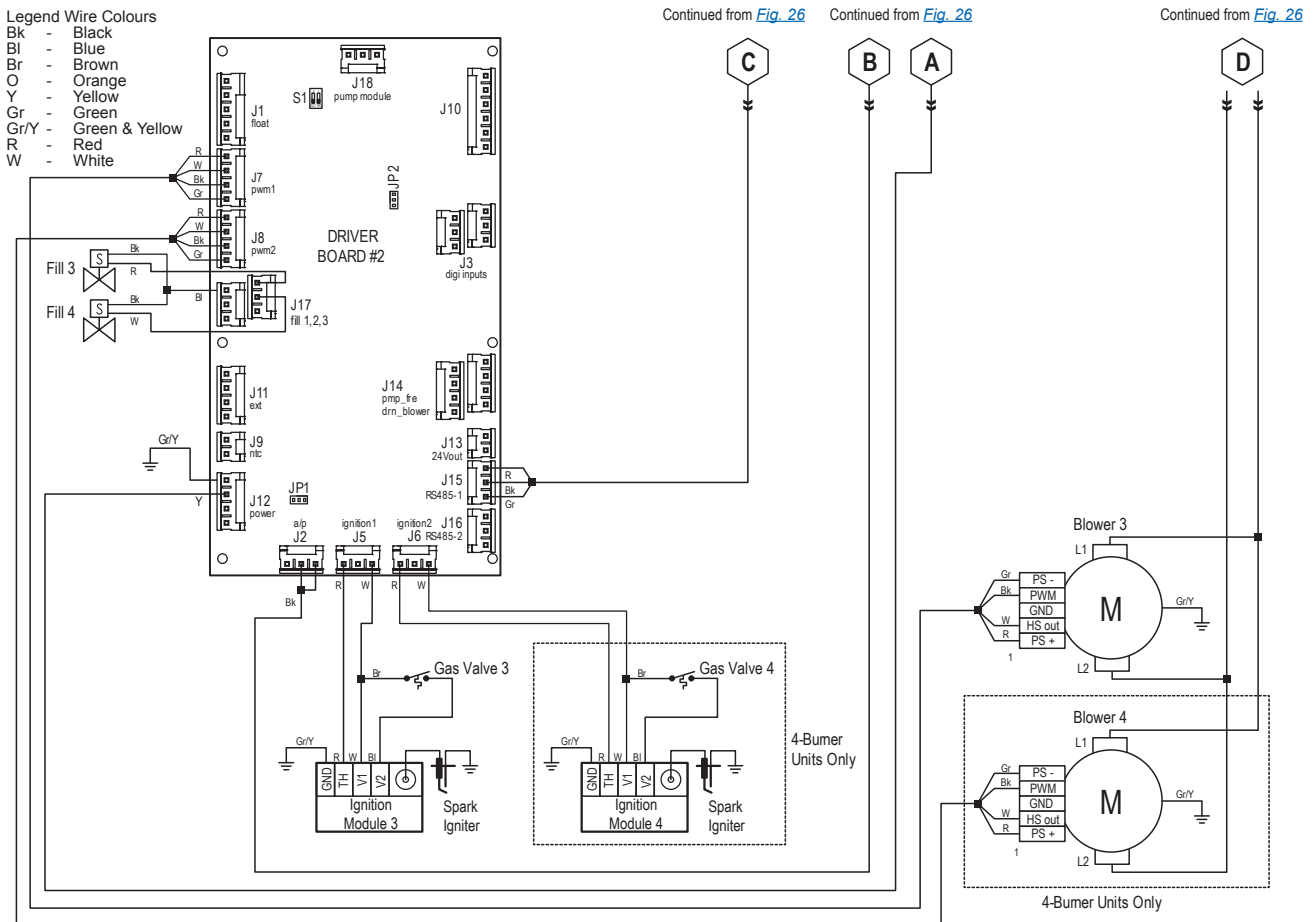 Legend Wire Colours
Bk - Black
Bl - Blue
Br - Brown
O - Orange
Y - Yellow
Gr - Green
Gr/Y - Green & Yellow
R - Red
W - White
Continued from Fig. 26
Continued from Fig. 26
Continued from Fig. 26
C
B
A
D
J18
pump module
S1
J1
float
J10
R
W
Bk
Gr
J7
pwm1
JP2
R
W
Bk
Gr
J8
pwm2
DRIVER
BOARD #2
J3
digi inputs
Fill 3
S
Bk
R
Bl
Fill 4
S
Bk
W
J17
fill 1,2,3
J11
ext
J14
pmp_fre
drn_blower
J9
ntc
Gr/Y
J13
24Vout
J12
power
Y
JP1
J15
RS485-1
R
Bk
Gr
a/p
J2
ignition1
J5
ignition2
J6
J16
RS485-2
Bk
R
W
R
W
Br
Gas Valve 3
Br
Gas Valve 4
Gr/Y
R
W
Bl
GND
TH
V1
V2
Ignition
Module 3
Spark
Igniter
Gr/Y
R
W
Bl
GND
TH
V1
V2
Ignition
Module 4
Spark
Igniter
4-Burner
Units Only
Blower 3
L1
Gr
Bk
W
R
PS -
PWM
GND
HS out
PS +
1
M
Gr/Y
L2
Blower 4
L1
Gr
Bk
W
R
PS -
PWM
GND
HS out
PS +
1
M
Gr/Y
L2
4-Burner Units Only